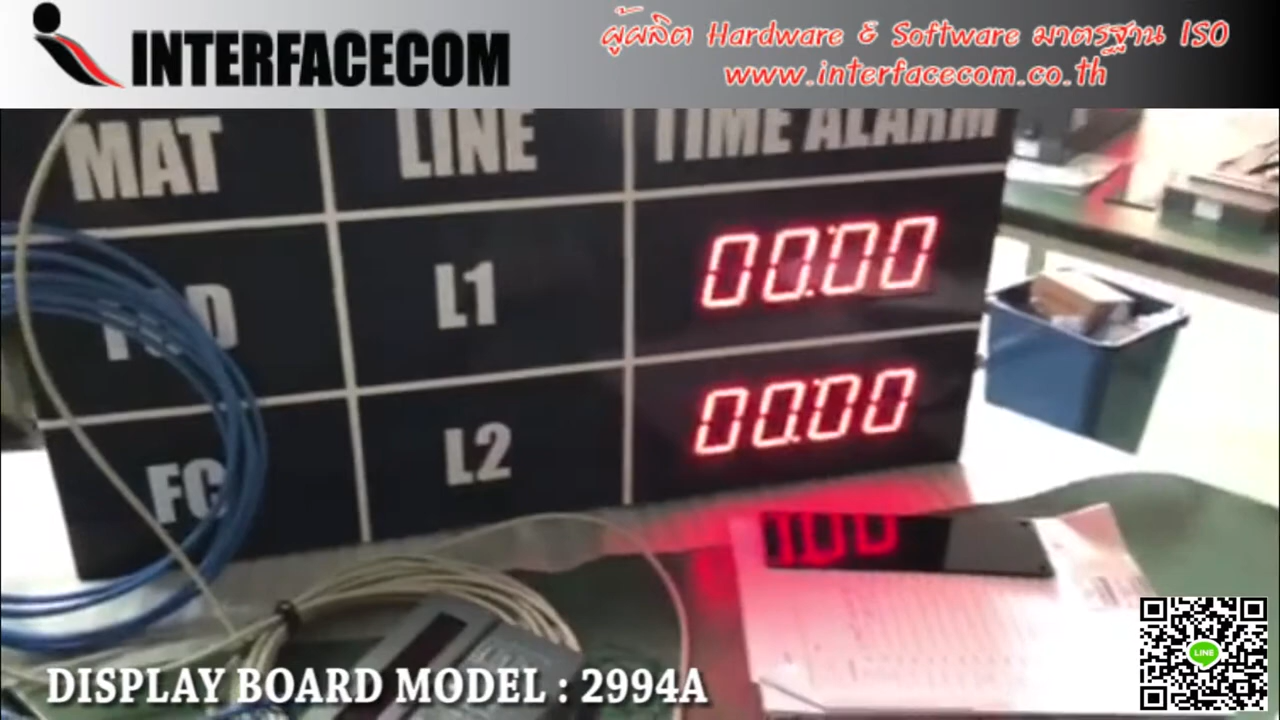 INTERFACECOM
ผู้ผลิต Hardware & Software มาตรฐาน ISO
www.interfacecom.co.th
MAT LINE TIME ALARM
L1 00:00
FC L2 00:00
LINE
DISPLAY BOARD MODEL : 2994A